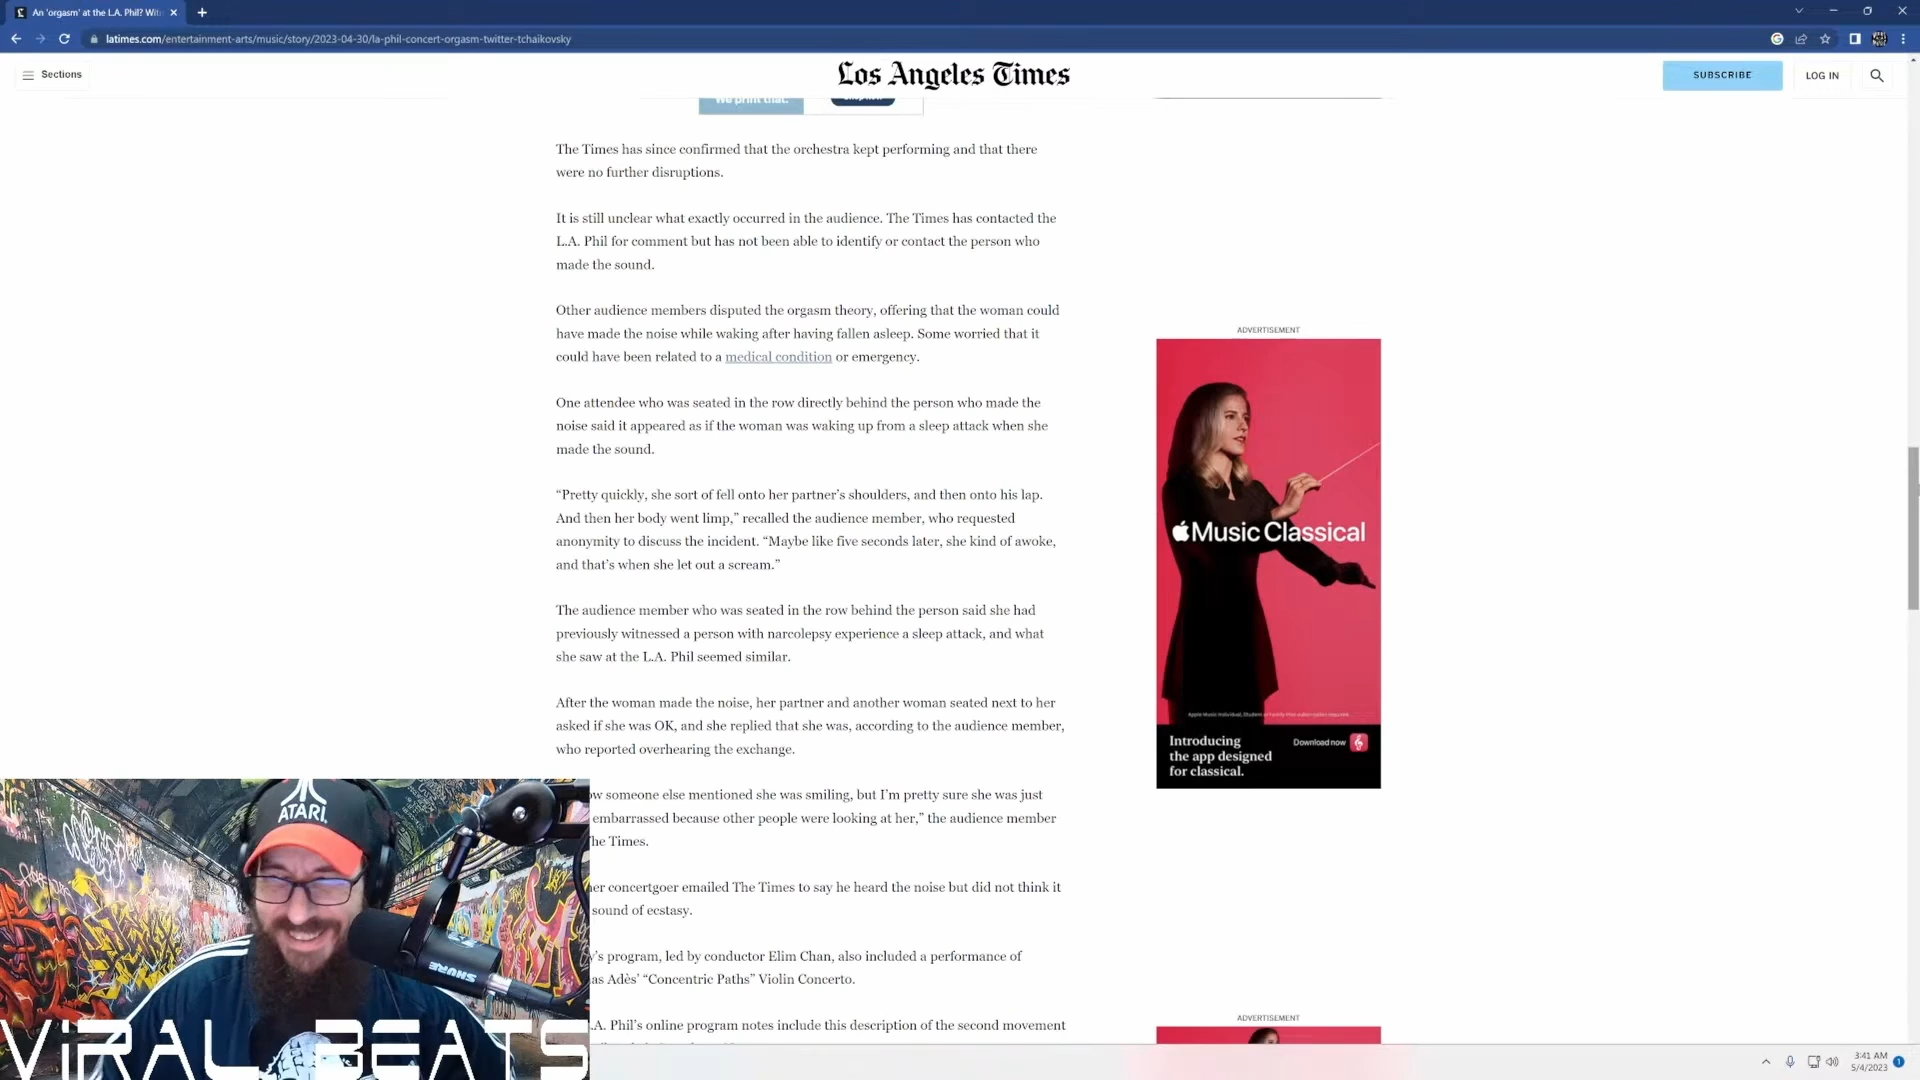 An 'orgasm' at the L.A. Phil? Wit
latimes.com/entertainment-arts/music/story/2023-04-30/la-phil-concert-orgasm-twitter-tchaikovsky
Sections
Los Angeles Times
SUBSCRIBE
LOG IN
We print that.
The Times has since confirmed that the orchestra kept performing and that there
were no further disruptions.
It is still unclear what exactly occurred in the audience. The Times has contacted the
L.A. Phil for comment but has not been able to identify or contact the person who
made the sound.
Other audience members disputed the orgasm theory, offering that the woman could
have made the noise while waking after having fallen asleep. Some worried that it
could have been related to a medical condition or emergency.
One attendee who was seated in the row directly behind the person who made the
noise said it appeared as if the woman was waking up from a sleep attack when she
made the sound.
“Pretty quickly, she sort of fell onto her partner’s shoulders, and then onto his lap.
And then her body went limp,” recalled the audience member, who requested
anonymity to discuss the incident. “Maybe like five seconds later, she kind of awoke,
and that’s when she let out a scream.”
The audience member who was seated in the row behind the person said she had
previously witnessed a person with narcolepsy experience a sleep attack, and what
she saw at the L.A. Phil seemed similar.
After the woman made the noise, her partner and another woman seated next to her
asked if she was OK, and she replied that she was, according to the audience member,
who reported overhearing the exchange.
ow someone else mentioned she was smiling, but I’m pretty sure she was just
embarrassed because other people were looking at her,” the audience member
he Times.
her concertgoer emailed The Times to say he heard the noise but did not think it
sound of ecstasy.
y’s program, led by conductor Elim Chan, also included a performance of
as Adès’ “Concentric Paths” Violin Concerto.
.A. Phil’s online program notes include this description of the second movement
ADVERTISEMENT
Music Classical
Apple Music Individual, Student or Family Plan subscription required.
Introducing
the app designed
for classical.
Download now
ADVERTISEMENT
ATARI
SHURE
VIRAL BEATS
3:41 AM
5/4/2023
1